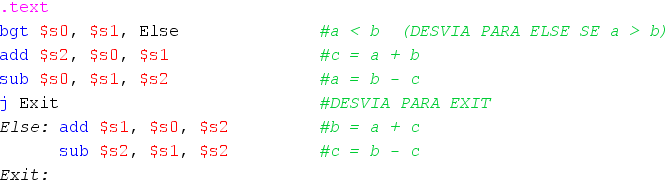 .text
bgt $s0, $s1, Else #a < b (DESVIA PARA ELSE SE a > b)
add $s2, $s0, $s1 #c = a + b
sub $s0, $s1, $s2 #a = b - c
j Exit #DESVIA PARA EXIT
Else: add $s1, $s0, $s2 #b = a + c
sub $s2, $s1, $s2 #c = b - c
Exit: